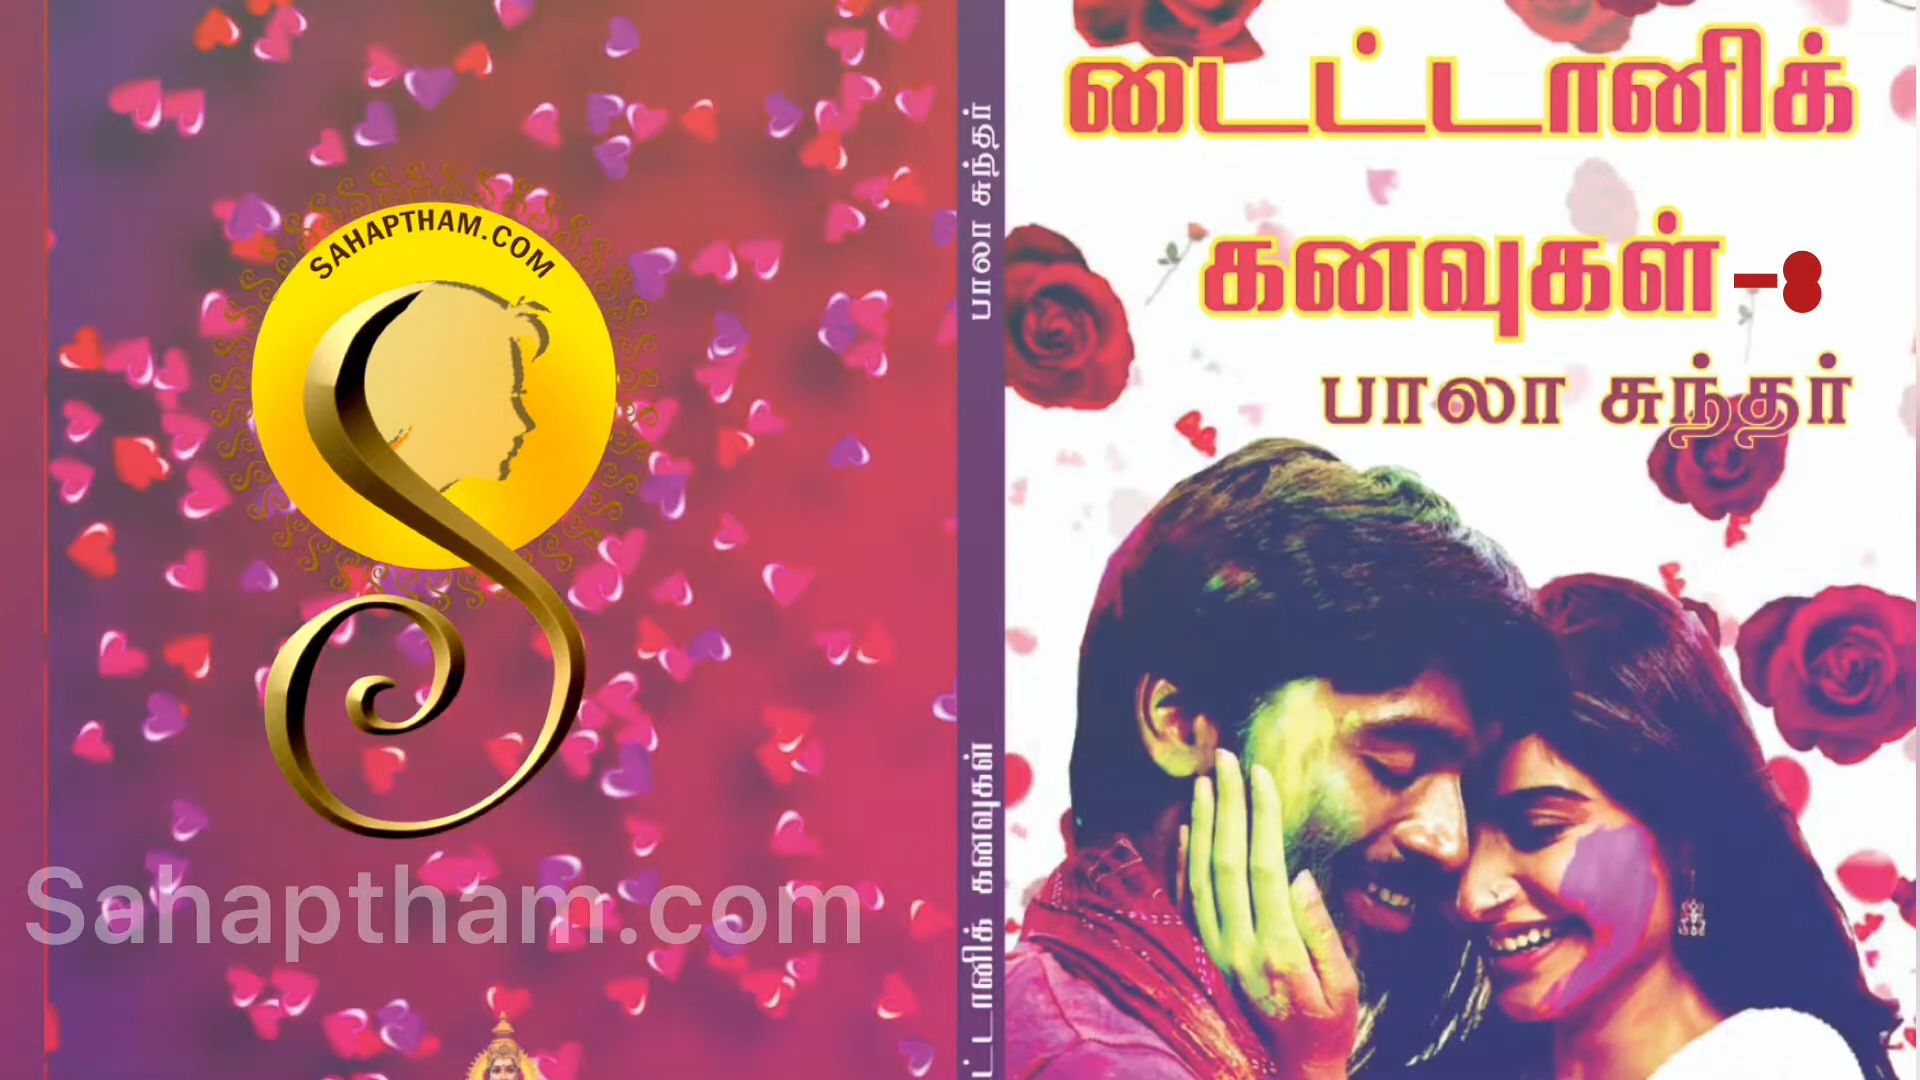 SAHAPTHAM.COM
Sahaptham.com
பாலா சுந்தர்
டைட்டானிக் கனவுகள்
டைட்டானிக்
கனவுகள்-8
பாலா சுந்தர்